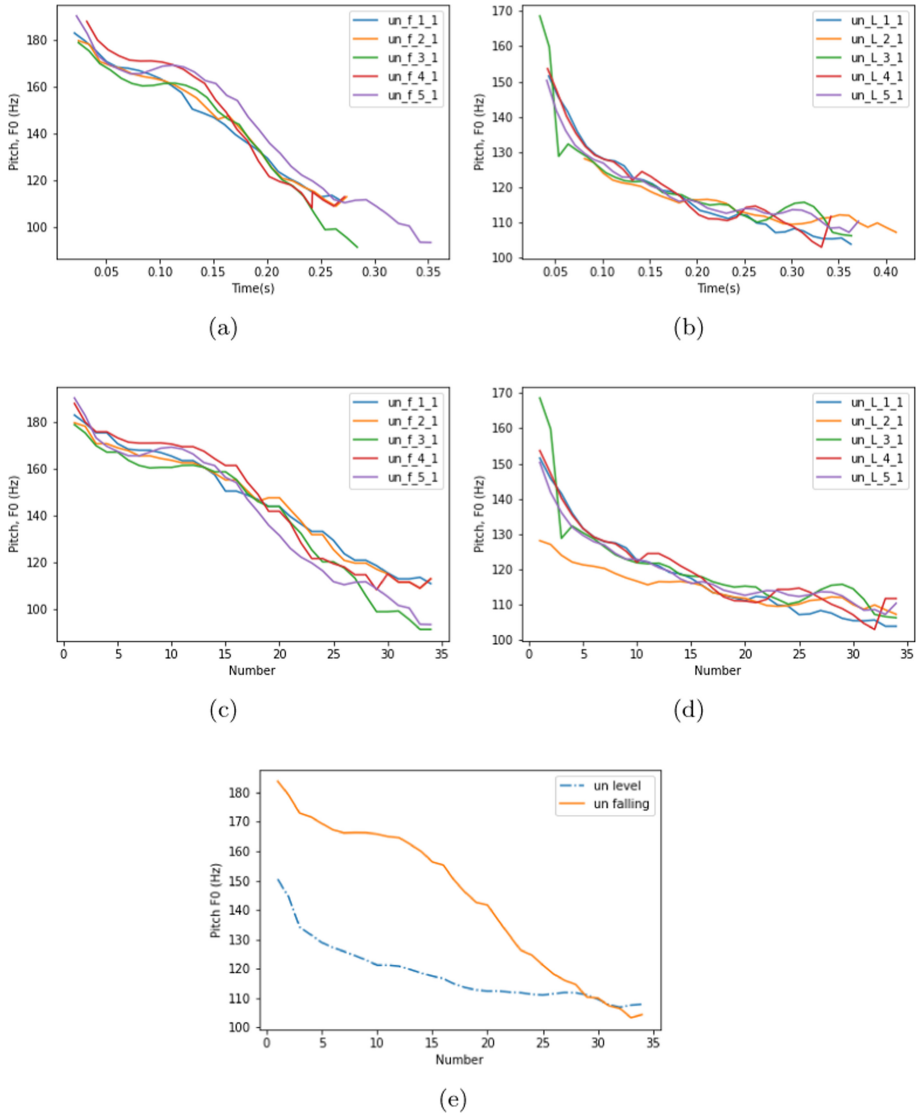 180
160
140
120
100
Pitch, F0 (Hz)
0.05 0.10 0.15 0.20 0.25 0.30 0.35
Time(s)
un_f_1_1
un_f_2_1
un_f_3_1
un_f_4_1
un_f_5_1
(a)
170
160
150
140
130
120
110
100
Pitch, F0 (Hz)
0.05 0.10 0.15 0.20 0.25 0.30 0.35 0.40
Time(s)
un_L_1_1
un_L_2_1
un_L_3_1
un_L_4_1
un_L_5_1
(b)
180
160
140
120
100
Pitch, F0 (Hz)
0 5 10 15 20 25 30 35
Number
un_f_1_1
un_f_2_1
un_f_3_1
un_f_4_1
un_f_5_1
(c)
170
160
150
140
130
120
110
100
Pitch, F0 (Hz)
0 5 10 15 20 25 30 35
Number
un_L_1_1
un_L_2_1
un_L_3_1
un_L_4_1
un_L_5_1
(d)
180
170
160
150
140
130
120
110
100
Pitch F0 (Hz)
0 5 10 15 20 25 30 35
Number
un level
un falling
(e)